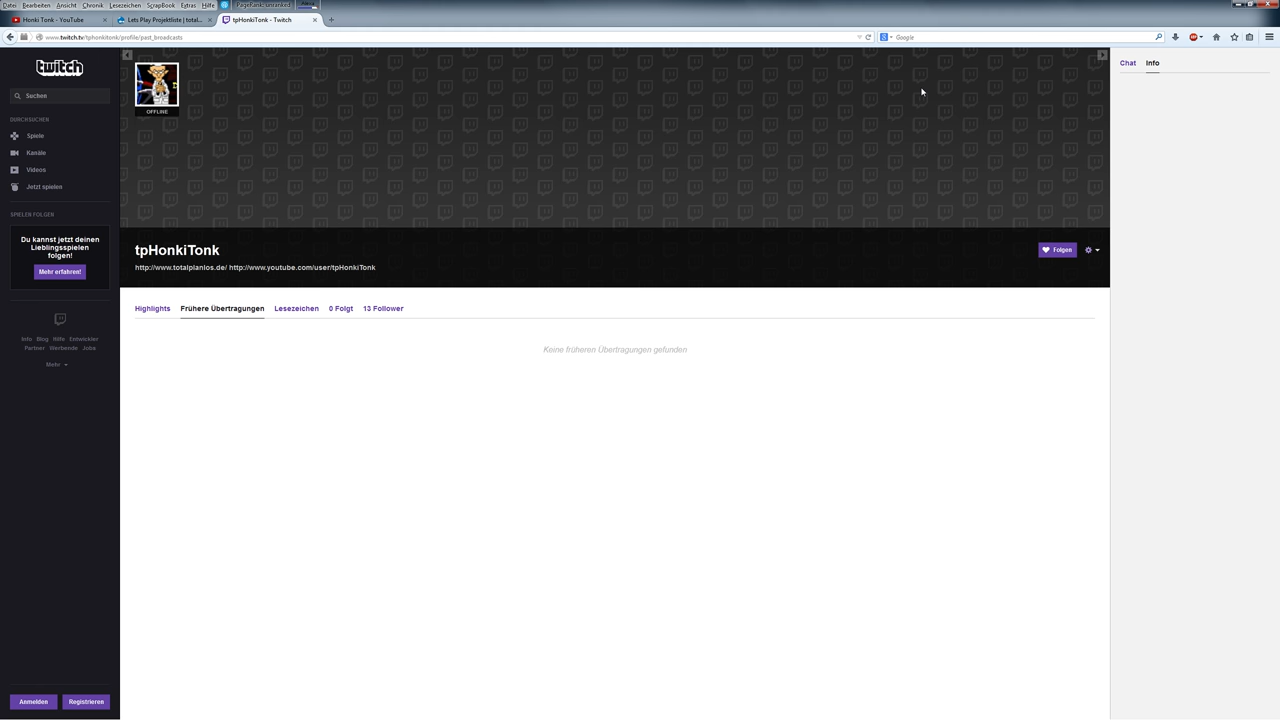 Datei Bearbeiten Ansicht Chronik Lesezeichen ScrapBook Extras Hilfe PageRank: unranked
Honki Tonk - YouTube
Lets Play Projektliste | total...
tpHonkiTonk - Twitch
www.twitch.tv/tphonkitonk/profile/past_broadcasts
Google
twitch
Suchen
DURCHSUCHEN
Spiele
Kanäle
Videos
Jetzt spielen
SPIELEN FOLGEN
Du kannst jetzt deinen
Lieblingsspielen
folgen!
Mehr erfahren!
Info Blog Hilfe Entwickler
Partner Werbende Jobs
Mehr
Anmelden Registrieren
OFFLINE
tpHonkiTonk
http://www.totalplanlos.de/ http://www.youtube.com/user/tpHonkiTonk
Folgen
Highlights Frühere Übertragungen Lesezeichen 0 Folgt 13 Follower
Keine früheren Übertragungen gefunden
Chat Info